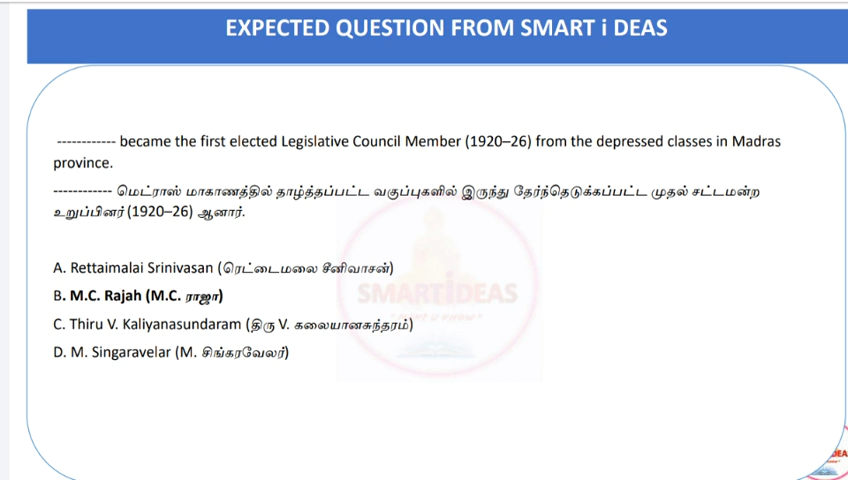 EXPECTED QUESTION FROM SMART i DEAS
------------ became the first elected Legislative Council Member (1920–26) from the depressed classes in Madras
province.
------------ மெட்ராஸ் மாகாணத்தில் தாழ்த்தப்பட்ட வகுப்புகளில் இருந்து தேர்ந்தெடுக்கப்பட்ட முதல் சட்டமன்ற
உறுப்பினர் (1920–26) ஆனார்.
A. Rettaimalai Srinivasan (ரெட்டைமலை சீனிவாசன்)
B. M.C. Rajah (M.C. ராஜா)
SMART iDEAS
C. Thiru V. Kaliyanasundaram (திரு V. கலையானசுந்தரம்)
D. M. Singaravelar (M. சிங்கரவேலர்)